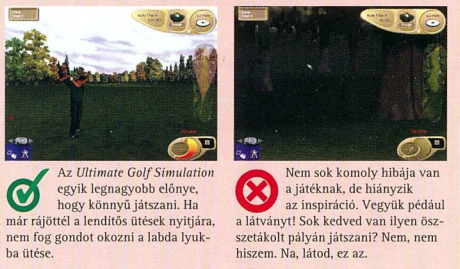 Az Ultimate Golf Simulation
egyik legnagyobb előnye,
hogy könnyű játszani. Ha
már rájöttél a lendítős ütések nyitjára,
nem fog gondot okozni a labda lyuk-
ba ütése.
Nem sok komoly hibája van
a játéknak, de hiányzik
az inspiráció. Vegyük pédául
a látványt! Sok kedved van ilyen ösz-
szetákolt pályán játszani? Nem, nem
hiszem. Na, látod, ez az.